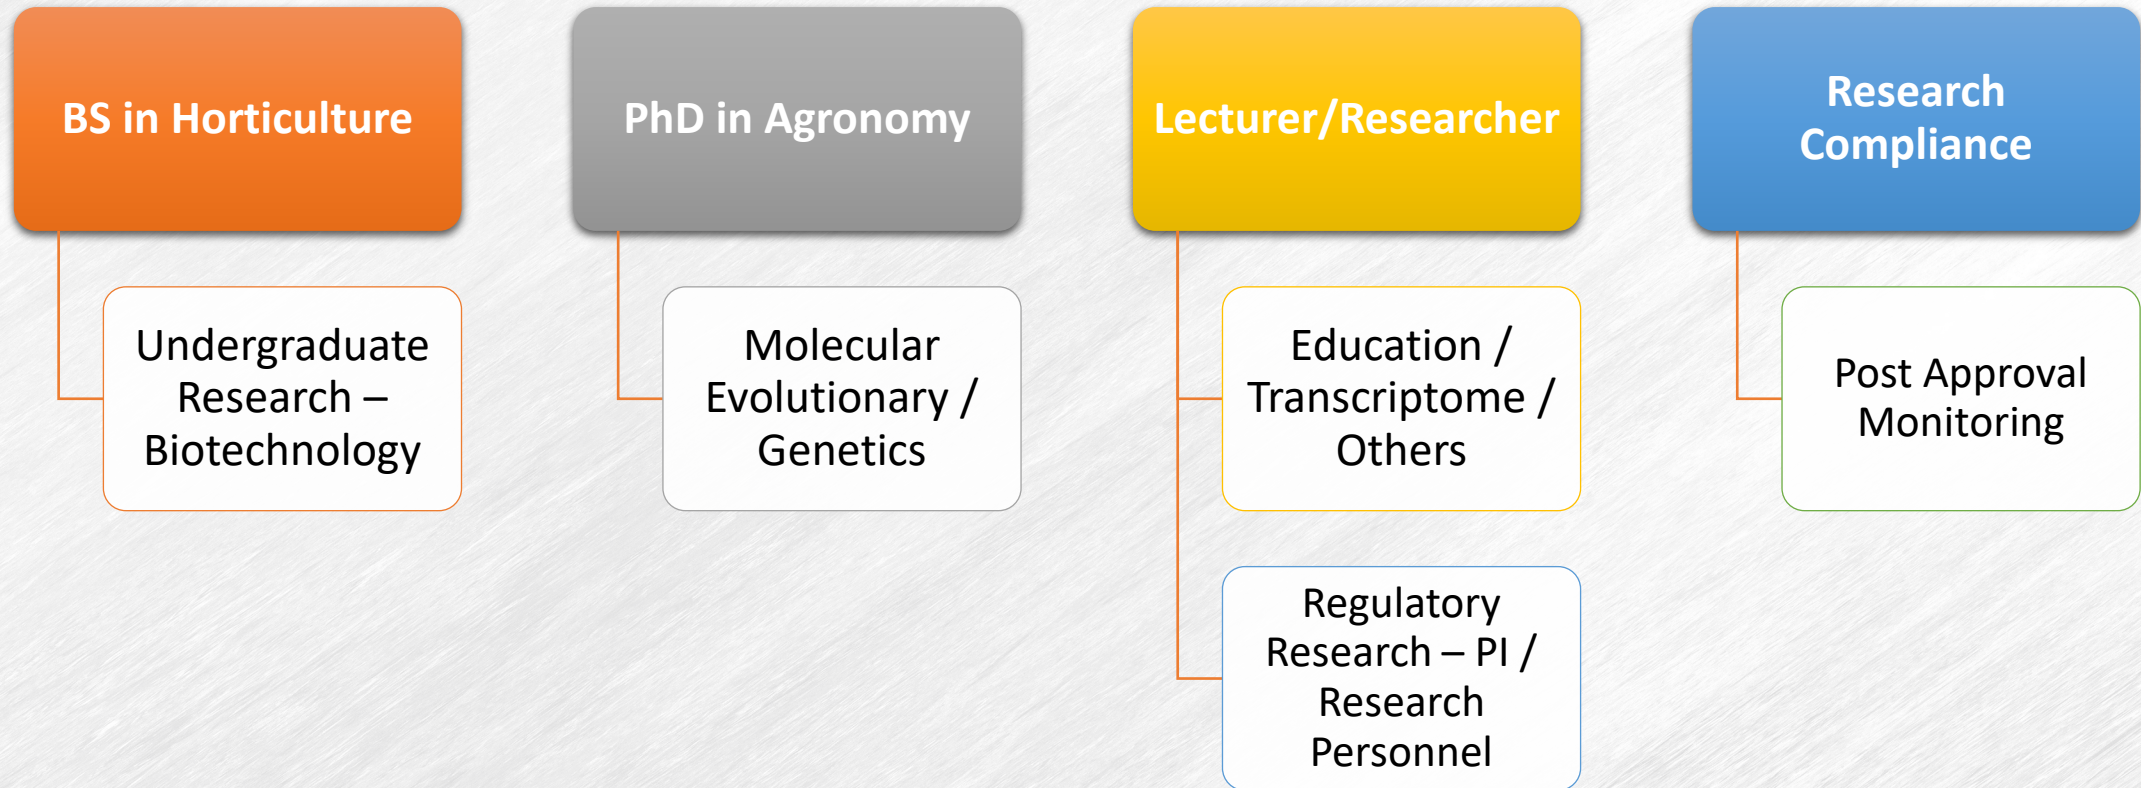 BS in Horticulture
Undergraduate
Research –
Biotechnology
PhD in Agronomy
Molecular
Evolutionary /
Genetics
Lecturer/Researcher
Education /
Transcriptome /
Others
Regulatory
Research – PI /
Research
Personnel
Research
Compliance
Post Approval
Monitoring